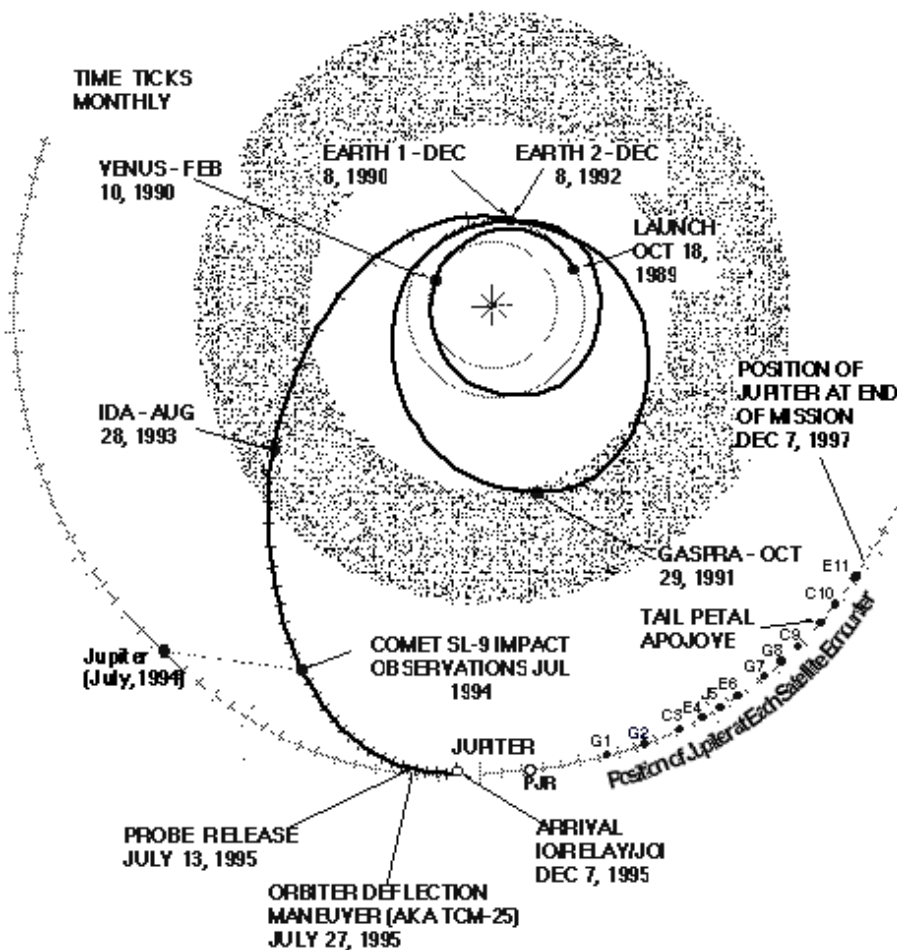 TIME TICKS
MONTHLY
EARTH 1 - DEC
8, 1990
EARTH 2 - DEC
8, 1992
VENUS - FEB
10, 1990
LAUNCH
OCT 18,
1989
POSITION OF
JUPITER AT END
OF MISSION
DEC 7, 1997
IDA - AUG
28, 1993
GASPRA - OCT
29, 1991
E11
C10
TAIL PETAL
APOJOVE
C9
G8
G7
E6
J5
E4
C3
G2
G1
Position of Jupiter at Each Satellite Encounter
COMET SL-9 IMPACT
OBSERVATIONS JUL
1994
Jupiter
(July, 1994)
JUPITER
PJR
PROBE RELEASE
JULY 13, 1995
ARRIVAL
IO/RELAY/JOI
DEC 7, 1995
ORBITER DEFLECTION
MANEUVER (AKA TCM-25)
JULY 27, 1995